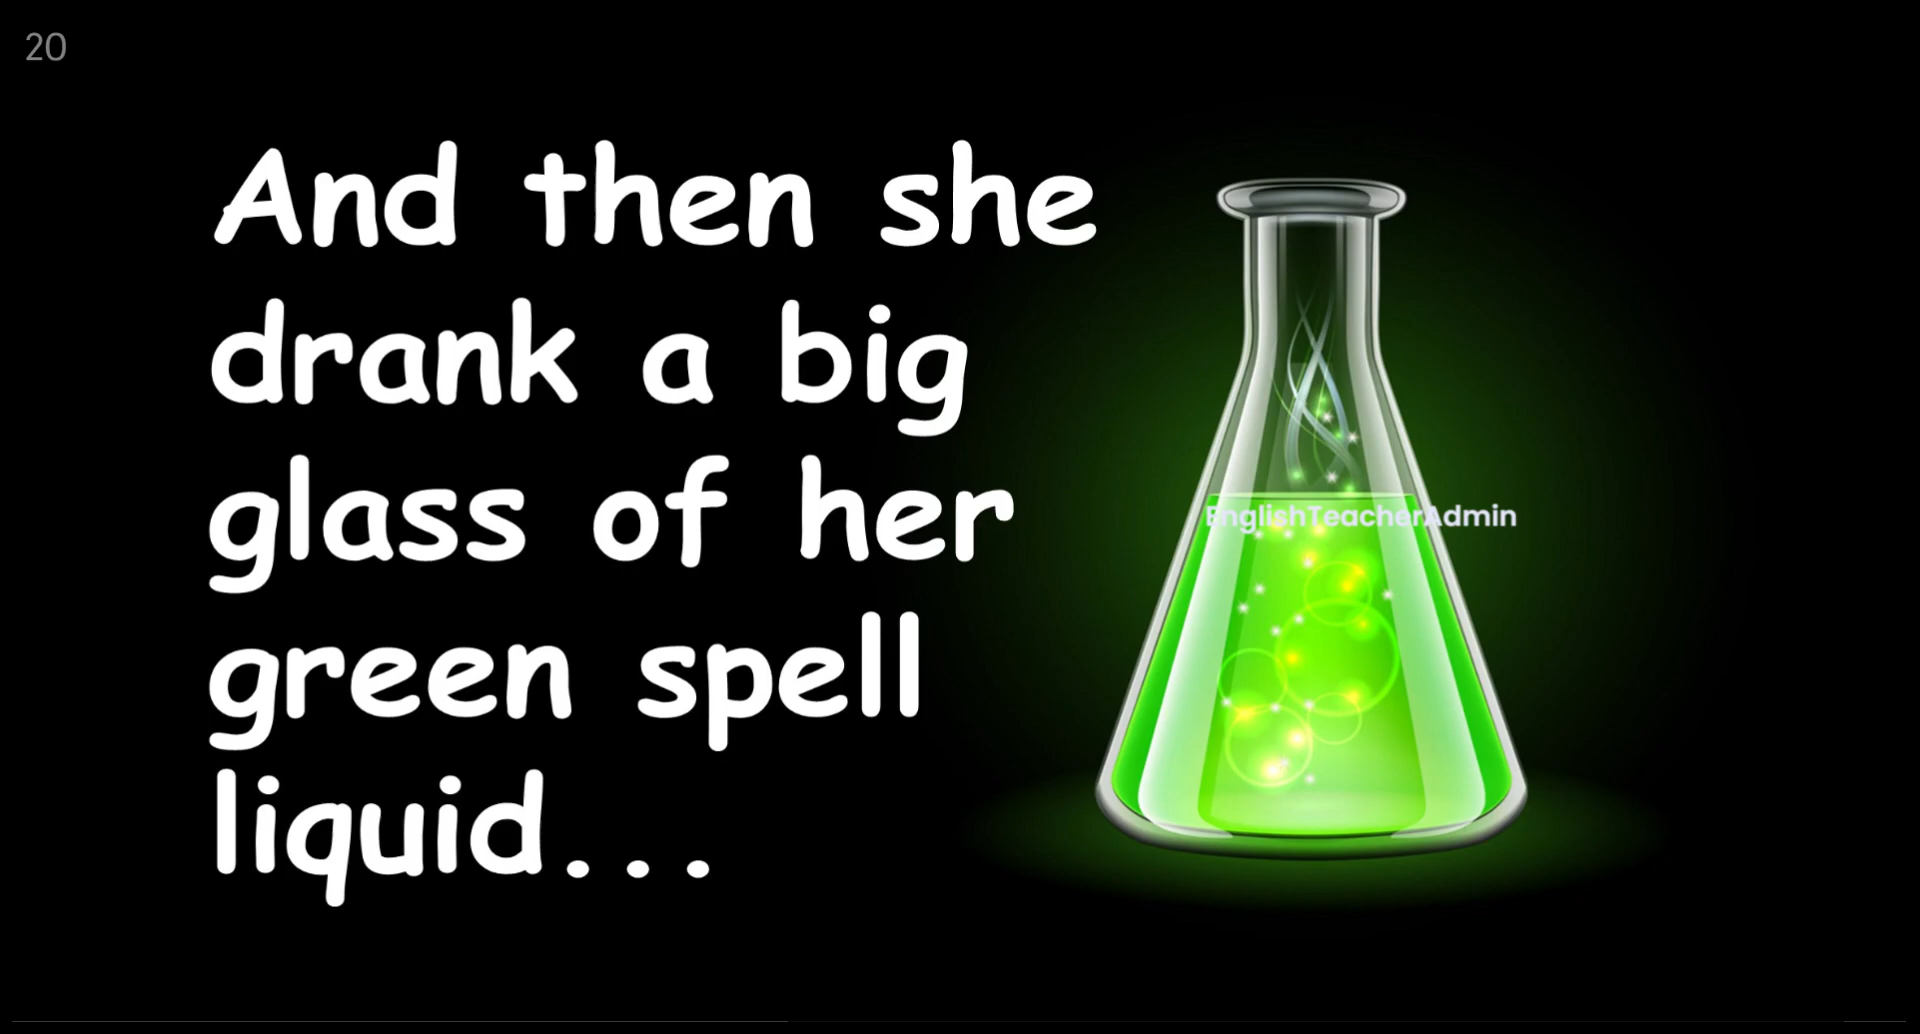 20
And then she
drank a big
glass of her
green spell
liquid...
EnglishTeacherAdmin